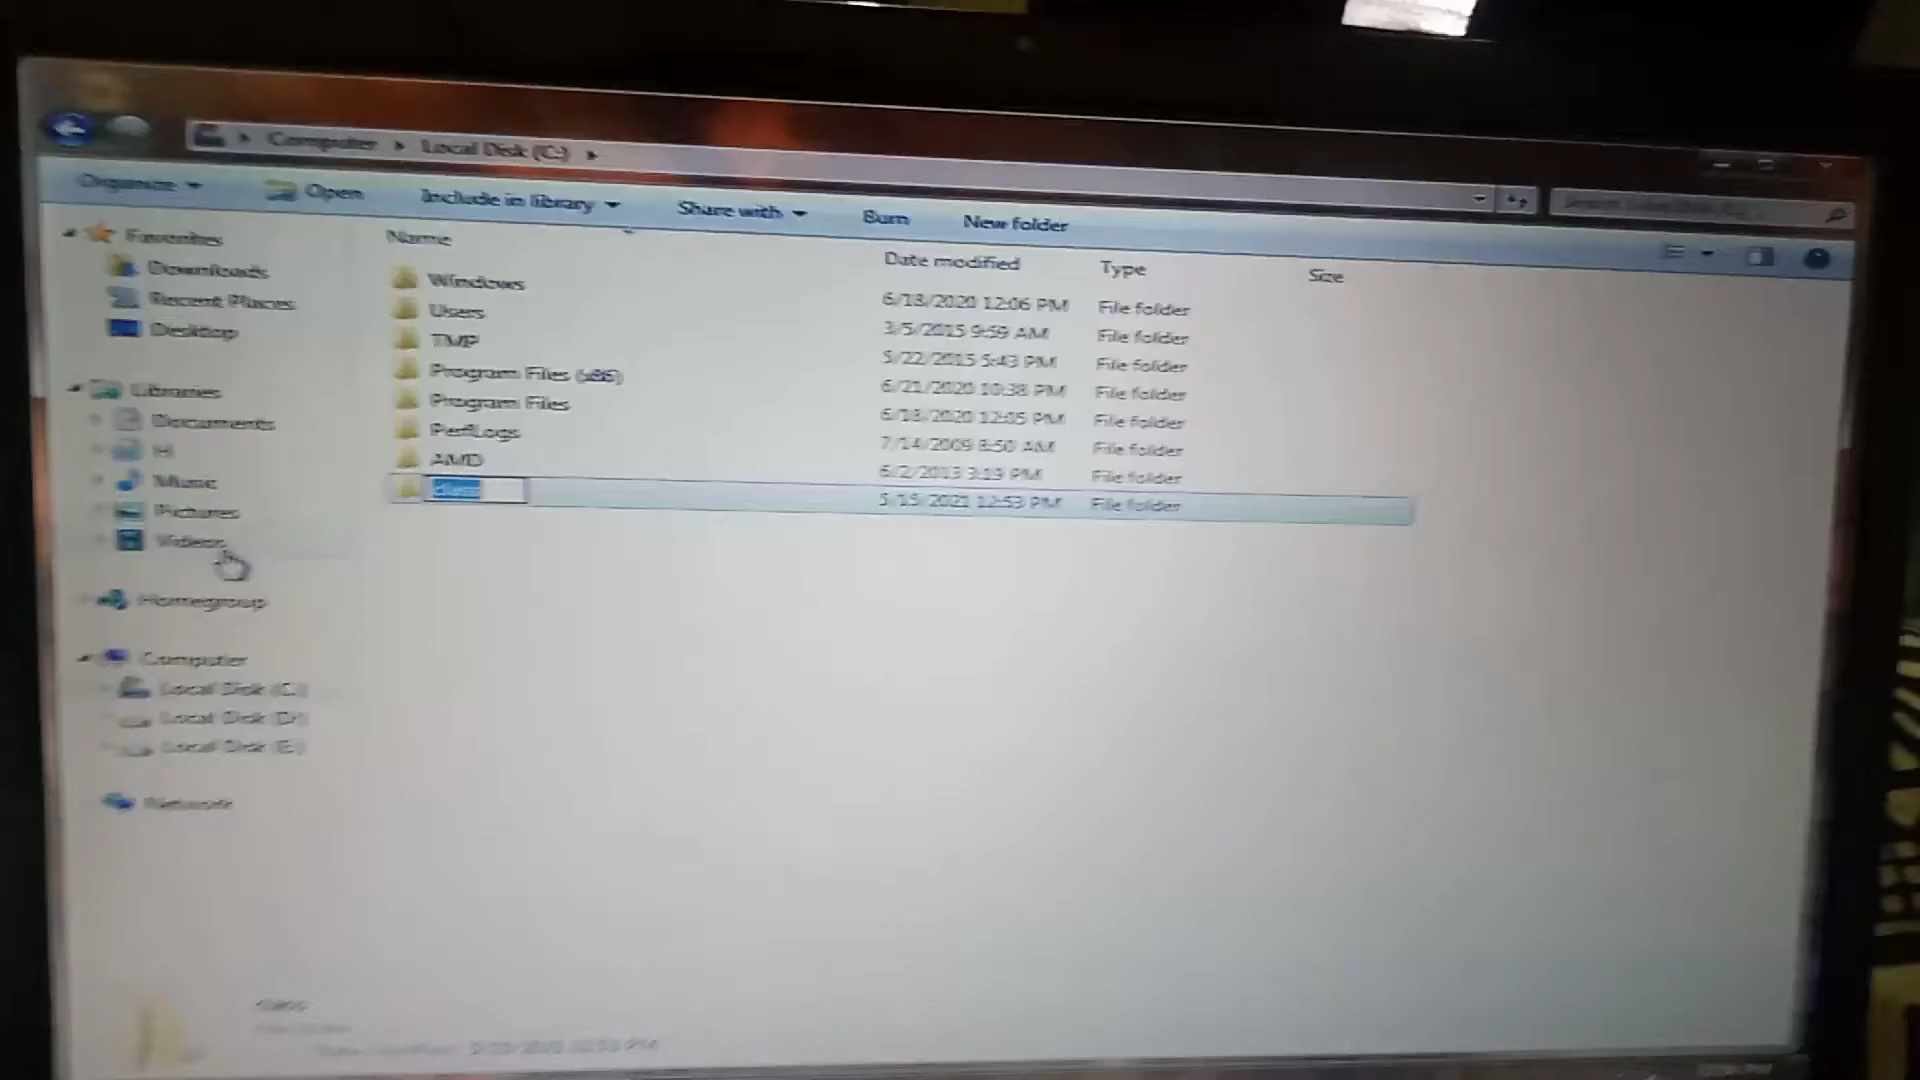 Computer ▸ Local Disk (C:) ▸
Organize Open Include in library Share with Burn New folder
Name Date modified Type Size
Windows 6/18/2020 12:06 PM File folder
Users 3/5/2015 9:59 AM File folder
TMP 5/22/2015 5:43 PM File folder
Program Files (x86) 6/21/2020 10:38 PM File folder
Program Files 6/18/2020 12:05 PM File folder
PerfLogs 7/14/2009 8:50 AM File folder
AMD 6/2/2013 3:19 PM File folder
5/15/2021 12:53 PM File folder
Favorites
Downloads
Recent Places
Desktop
Libraries
Documents
H
Music
Pictures
Videos
Homegroup
Computer
Local Disk (C:)
Local Disk (D:)
Local Disk (E:)
Network